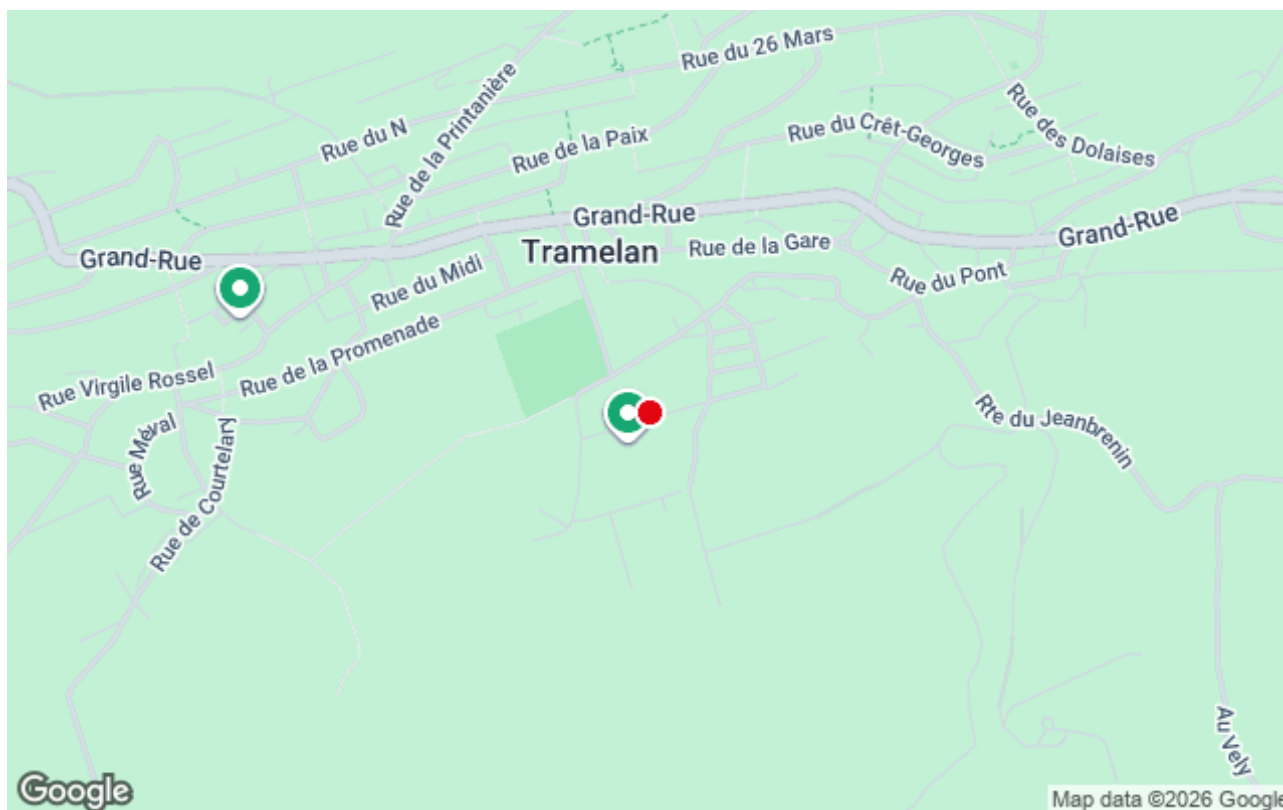 Rue du 26 Mars
Rue de la Printanière
Rue du N
Rue de la Paix
Rue du Crêt-Georges
Rue des Dolaises
Grand-Rue
Grand-Rue
Grand-Rue
Tramelan
Rue de la Gare
Rue du Midi
Rue du Pont
Rue de la Promenade
Rue Virgile Rossel
Rue Méval
Rue de Courtelary
Rte du Jeanbrenin
Au Vely
Google
Map data ©2026 Google